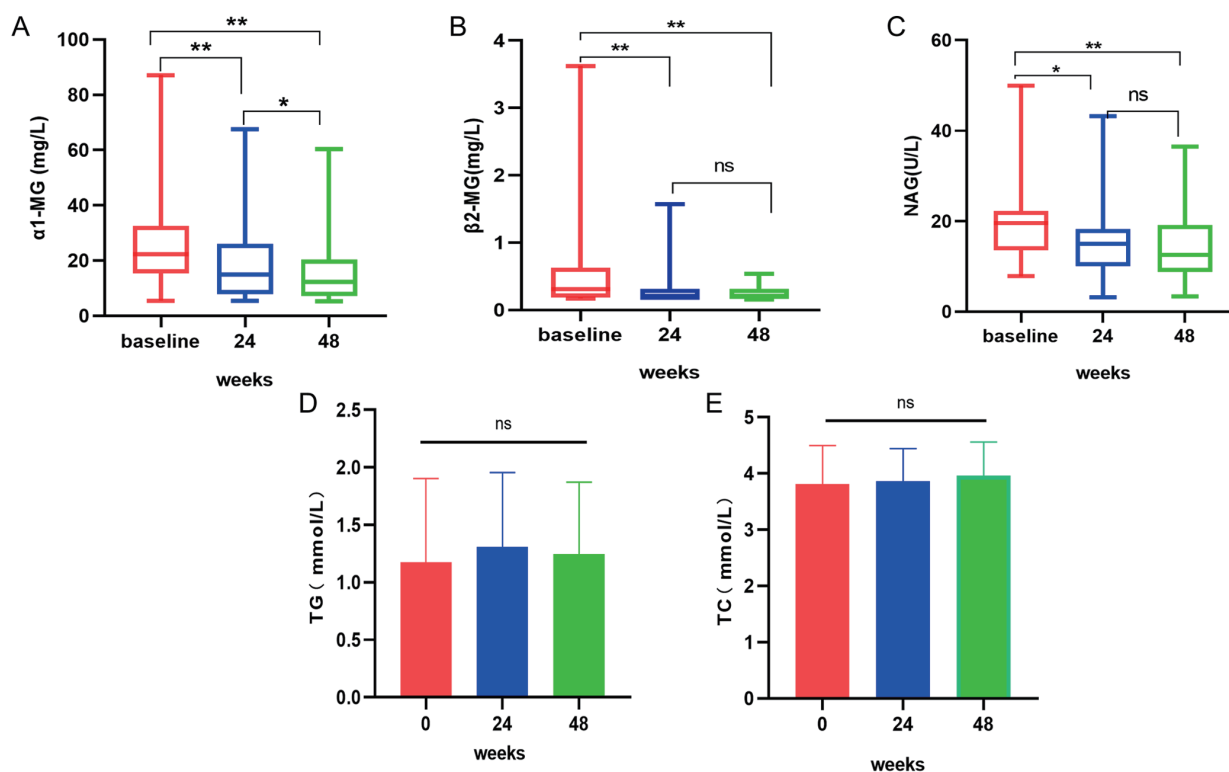 A
α1-MG (mg/L)
100
80
60
40
20
0
**
**
*
baseline 24 48
weeks
B
β2-MG(mg/L)
4
3
2
1
0
**
**
ns
baseline 24 48
weeks
C
NAG(U/L)
60
40
20
0
**
*
ns
baseline 24 48
weeks
D
TG（ mmol/L）
2.5
2.0
1.5
1.0
0.5
0.0
ns
0 24 48
weeks
E
TC（ mmol/L）
5
4
3
2
1
0
ns
0 24 48
weeks